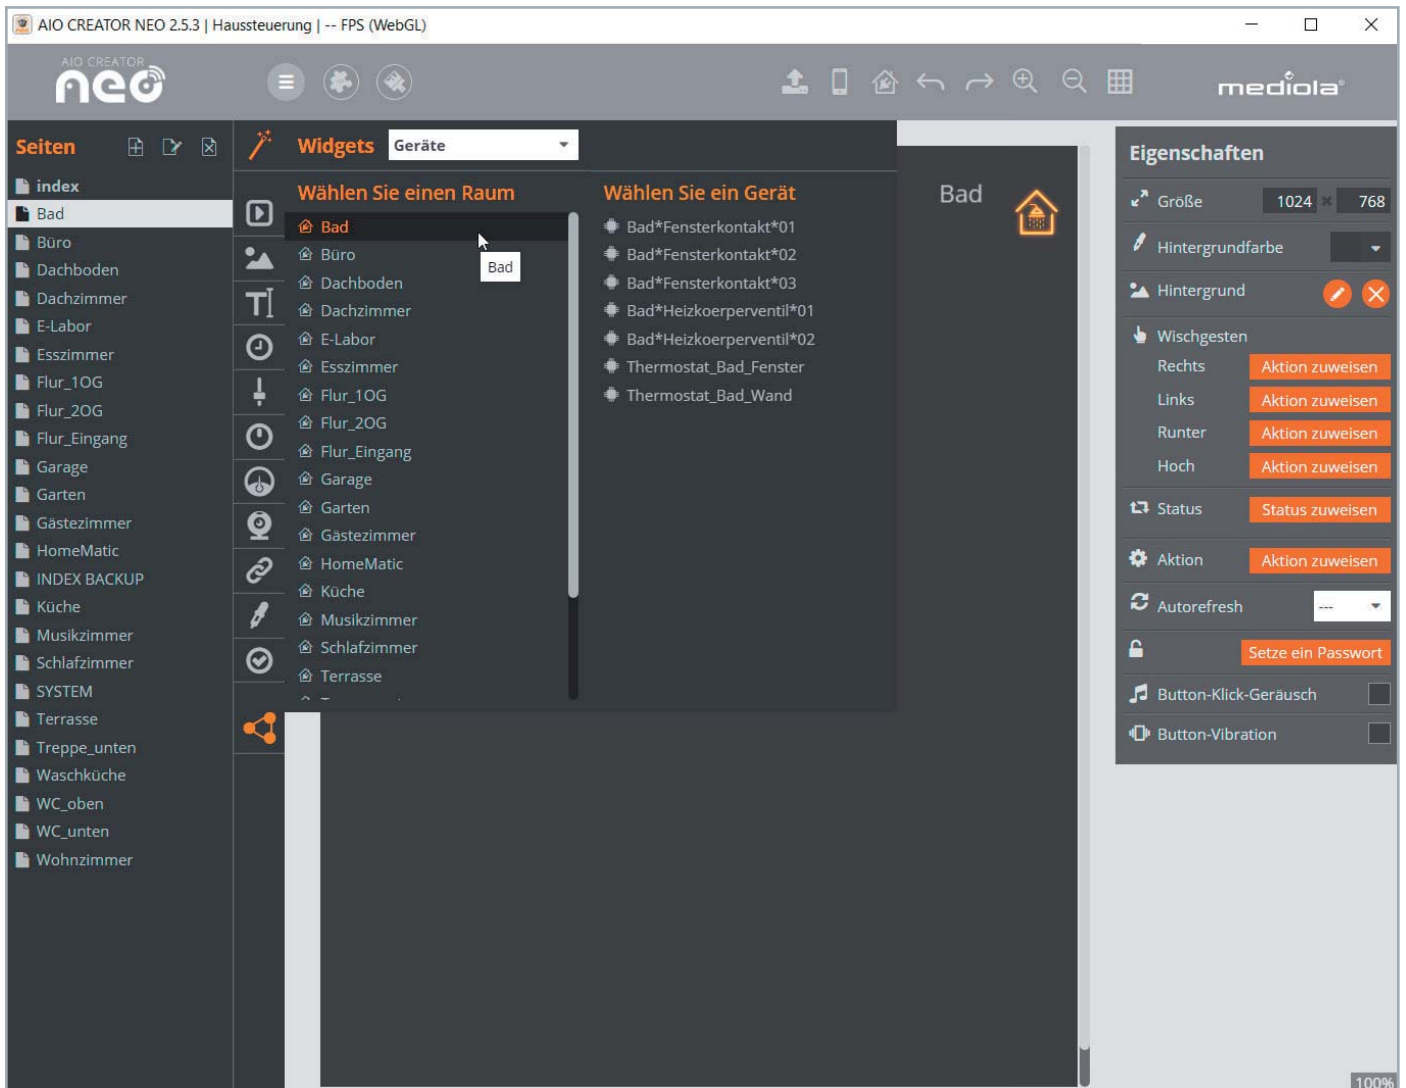 AIO CREATOR NEO 2.5.3 | Haussteuerung | -- FPS (WebGL)
AIO CREATOR
neo
mediola®
Seiten
index
Bad
Büro
Dachboden
Dachzimmer
E-Labor
Esszimmer
Flur_1OG
Flur_2OG
Flur_Eingang
Garage
Garten
Gästezimmer
HomeMatic
INDEX BACKUP
Küche
Musikzimmer
Schlafzimmer
SYSTEM
Terrasse
Treppe_unten
Waschküche
WC_oben
WC_unten
Wohnzimmer
Widgets Geräte
Wählen Sie einen Raum
Bad
Bad
Büro
Dachboden
Dachzimmer
E-Labor
Esszimmer
Flur_1OG
Flur_2OG
Flur_Eingang
Garage
Garten
Gästezimmer
HomeMatic
Küche
Musikzimmer
Schlafzimmer
Terrasse
Wählen Sie ein Gerät
Bad*Fensterkontakt*01
Bad*Fensterkontakt*02
Bad*Fensterkontakt*03
Bad*Heizkoerperventil*01
Bad*Heizkoerperventil*02
Thermostat_Bad_Fenster
Thermostat_Bad_Wand
Bad
Eigenschaften
Größe 1024 × 768
Hintergrundfarbe
Hintergrund
Wischgesten
Rechts Aktion zuweisen
Links Aktion zuweisen
Runter Aktion zuweisen
Hoch Aktion zuweisen
Status Status zuweisen
Aktion Aktion zuweisen
Autorefresh ---
Setze ein Passwort
Button-Klick-Geräusch
Button-Vibration
100%